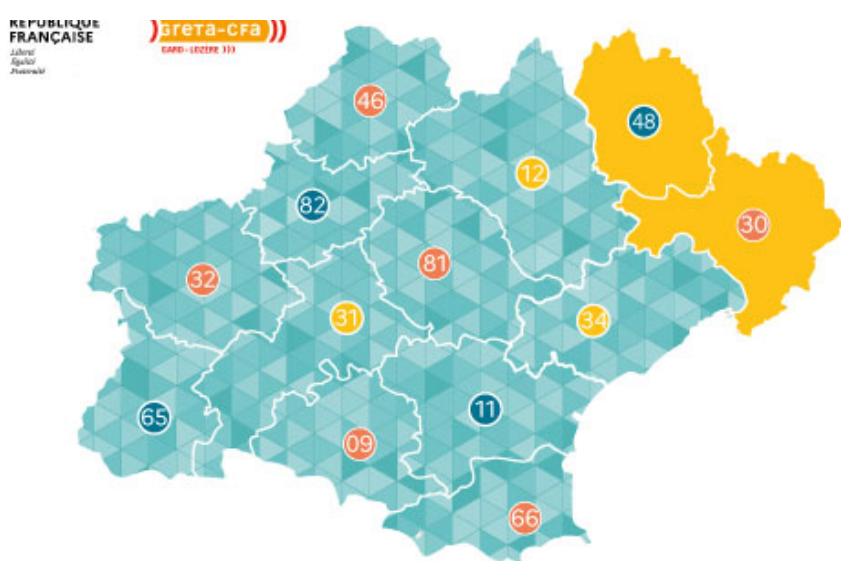 RÉPUBLIQUE
FRANÇAISE
Liberté
Égalité
Fraternité
GRETA-CFA
GARD - LOZÈRE )))
46
48
12
82
30
81
32
31
34
65
11
09
66